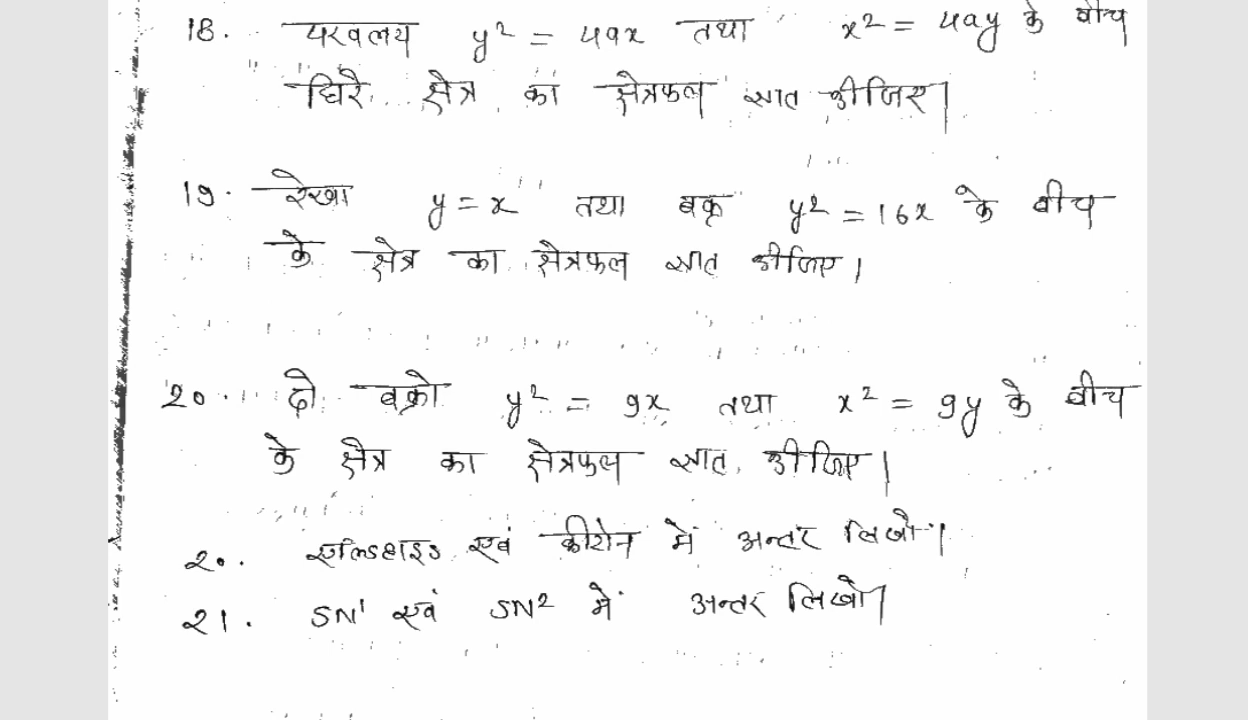 18. परवलय y² = 4ax तथा x² = 4ay के बीच
घिरे क्षेत्र का क्षेत्रफल ज्ञात कीजिए।
19. रेखा y = x तथा वक्र y² = 16x के बीच
के क्षेत्र का क्षेत्रफल ज्ञात कीजिए।
20. दो वक्रो y² = 9x तथा x² = 9y के बीच
के क्षेत्र का क्षेत्रफल ज्ञात कीजिए।
20. एल्डिहाइड एवं कीटोन में अन्तर लिखो।
21. SN¹ एवं SN² में अन्तर लिखो।